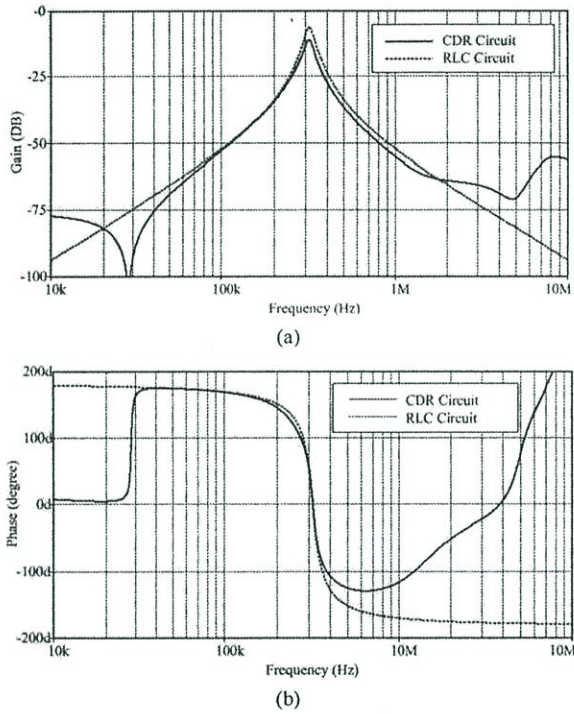 -0
-25
-50
-75
-100
Gain (DB)
CDR Circuit
RLC Circuit
10k
100k
1M
10M
Frequency (Hz)
(a)
200d
100d
0d
-100d
-200d
Phase (degree)
CDR Circuit
RLC Circuit
10k
100k
10M
10M
Frequency (Hz)
(b)